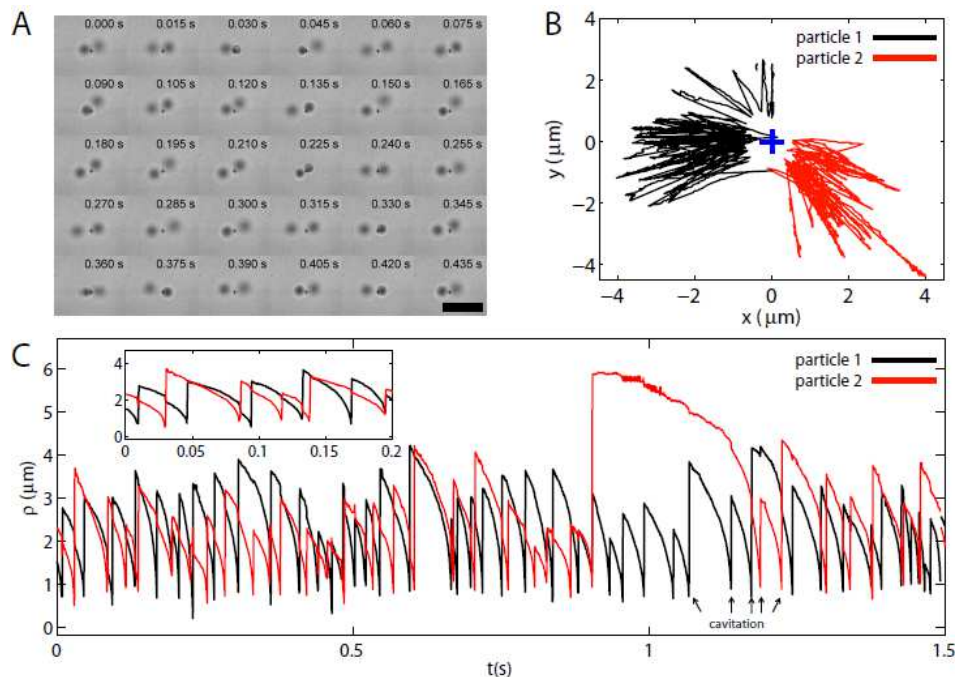 A
0.000 s 0.015 s 0.030 s 0.045 s 0.060 s 0.075 s
0.090 s 0.105 s 0.120 s 0.135 s 0.150 s 0.165 s
0.180 s 0.195 s 0.210 s 0.225 s 0.240 s 0.255 s
0.270 s 0.285 s 0.300 s 0.315 s 0.330 s 0.345 s
0.360 s 0.375 s 0.390 s 0.405 s 0.420 s 0.435 s
B
particle 1
particle 2
4
2
0
−2
−4
y (μm)
−4 −2 0 2 4
x (μm)
C
particle 1
particle 2
6
5
4
3
2
1
0
ρ (μm)
4
2
0
0 0.05 0.1 0.15 0.2
cavitation
0 0.5 1 1.5
t(s)